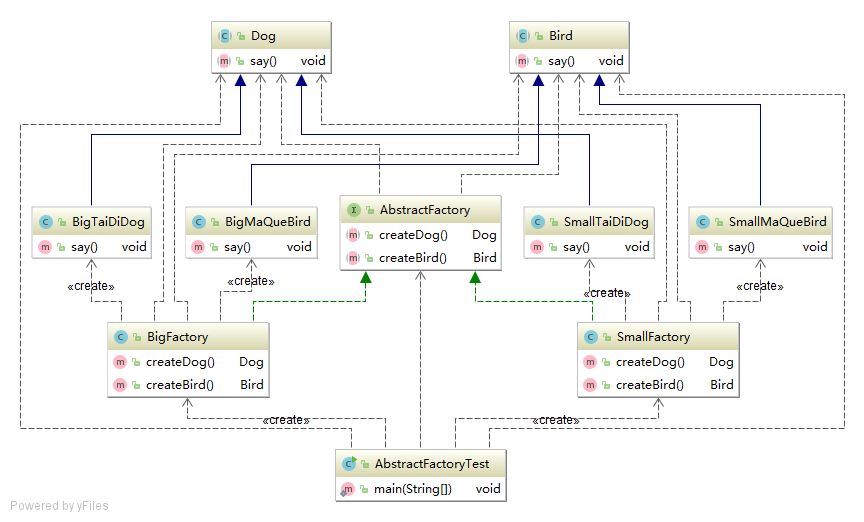 Dog
say() void
Bird
say() void
BigTaiDiDog
say() void
BigMaQueBird
say() void
AbstractFactory
createDog() Dog
createBird() Bird
SmallTaiDiDog
say() void
SmallMaQueBird
say() void
«create»
«create»
«create»
«create»
BigFactory
createDog() Dog
createBird() Bird
SmallFactory
createDog() Dog
createBird() Bird
«create»
«create»
AbstractFactoryTest
main(String[]) void
Powered by yFiles